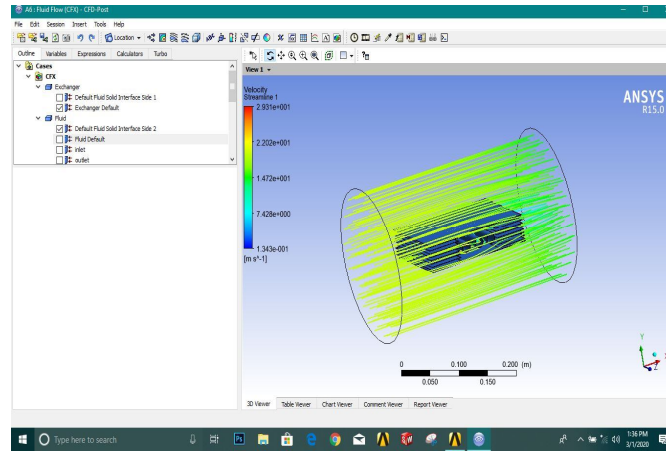 A6 : Fluid Flow (CFX) - CFD-Post
File Edit Session Insert Tools Help
Location
Outline Variables Expressions Calculators Turbo
Cases
CFX
Exchanger
Default Fluid Solid Interface Side 1
Exchanger Default
Fluid
Default Fluid Solid Interface Side 2
Fluid Default
inlet
outlet
View 1
Velocity
Streamline 1
2.931e+001
2.202e+001
1.472e+001
7.428e+000
1.343e-001
[m s^-1]
ANSYS
R15.0
0 0.100 0.200 (m)
0.050 0.150
Y
Z
3D Viewer Table Viewer Chart Viewer Comment Viewer Report Viewer
Type here to search
Ps
1:36 PM
3/1/2020